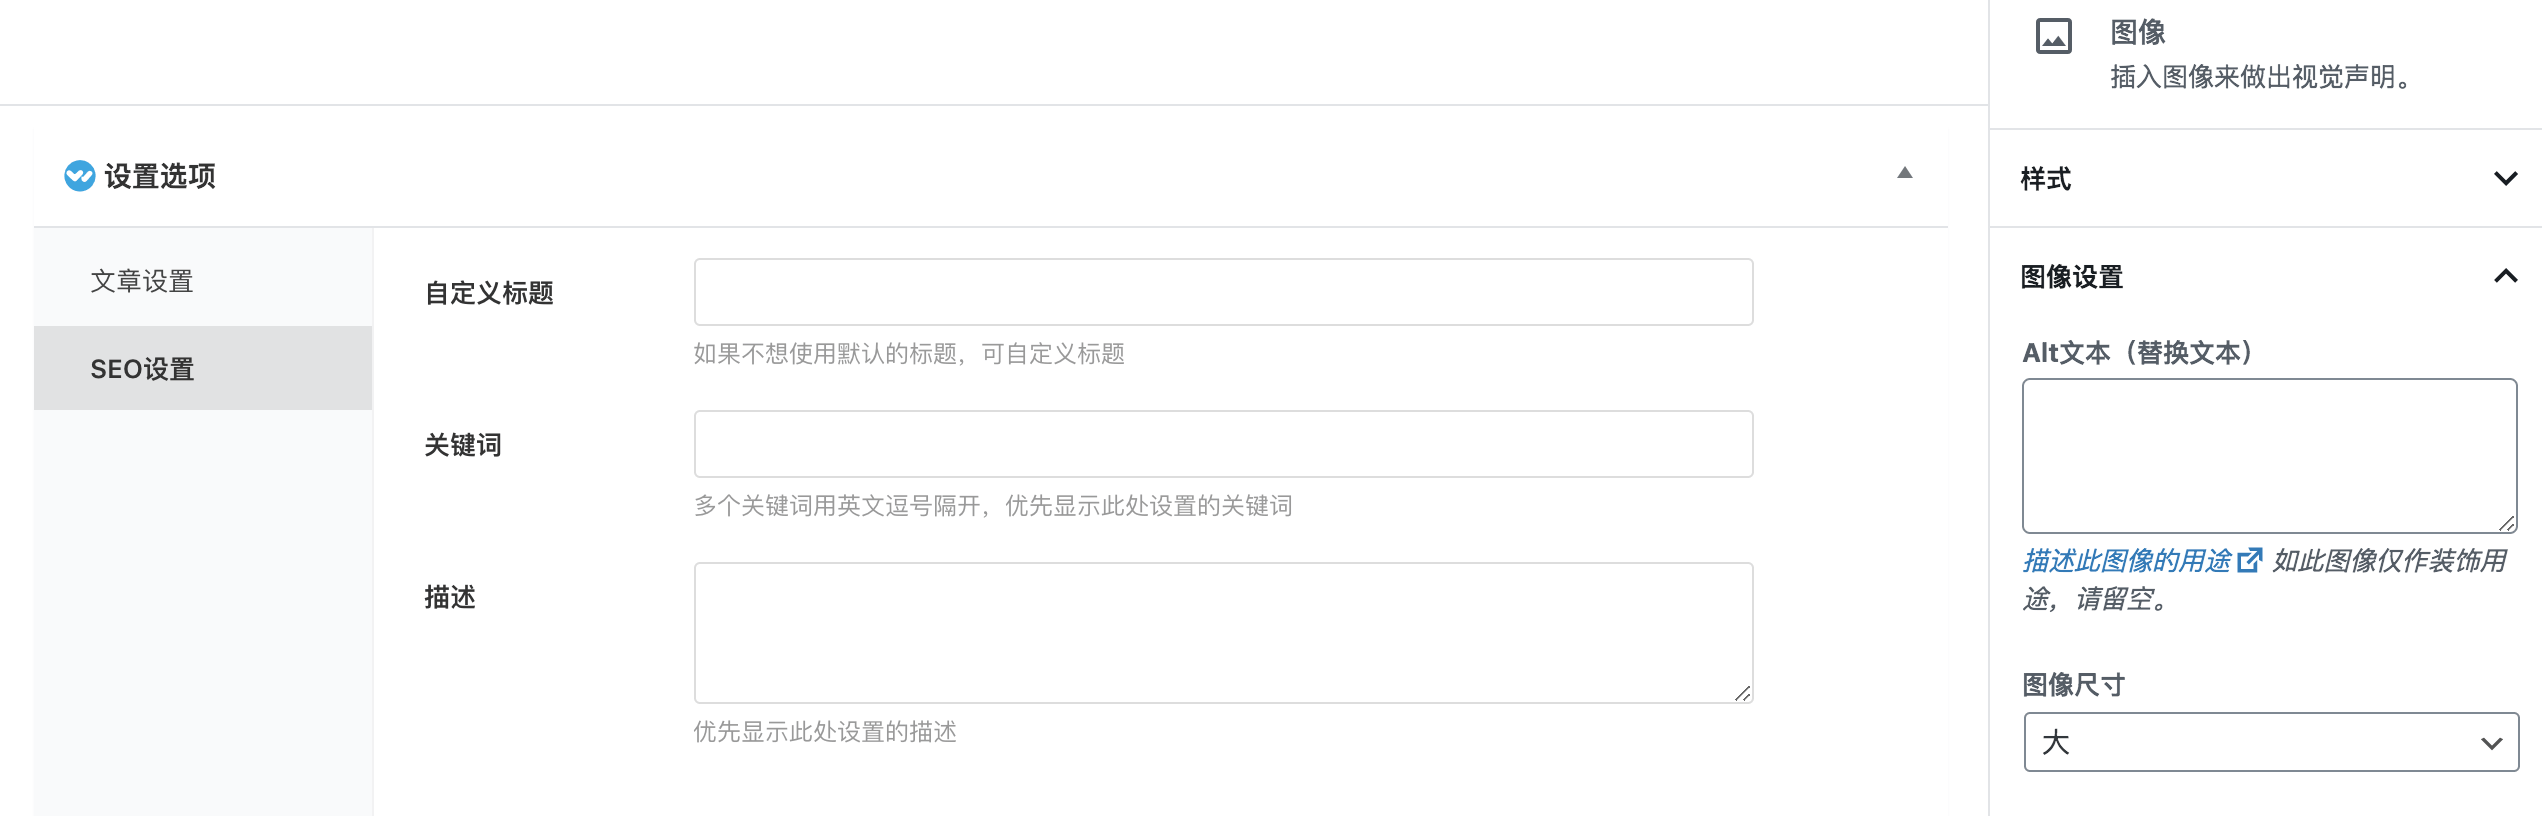 设置选项
文章设置
SEO设置
自定义标题
如果不想使用默认的标题，可自定义标题
关键词
多个关键词用英文逗号隔开，优先显示此处设置的关键词
描述
优先显示此处设置的描述
图像
插入图像来做出视觉声明。
样式
图像设置
Alt文本（替换文本）
描述此图像的用途 如此图像仅作装饰用
途，请留空。
图像尺寸
大